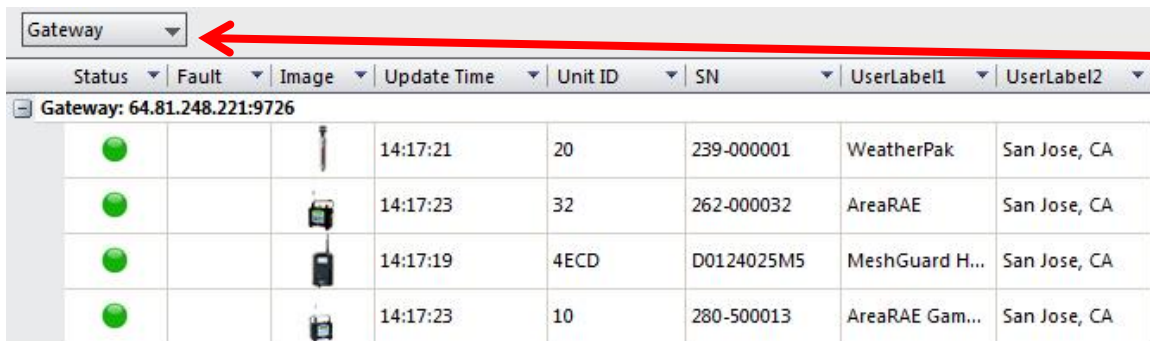 Gateway
Status Fault Image Update Time Unit ID SN UserLabel1 UserLabel2
Gateway: 64.81.248.221:9726
14:17:21 20 239-000001 WeatherPak San Jose, CA
14:17:23 32 262-000032 AreaRAE San Jose, CA
14:17:19 4ECD D0124025M5 MeshGuard H... San Jose, CA
14:17:23 10 280-500013 AreaRAE Gam... San Jose, CA